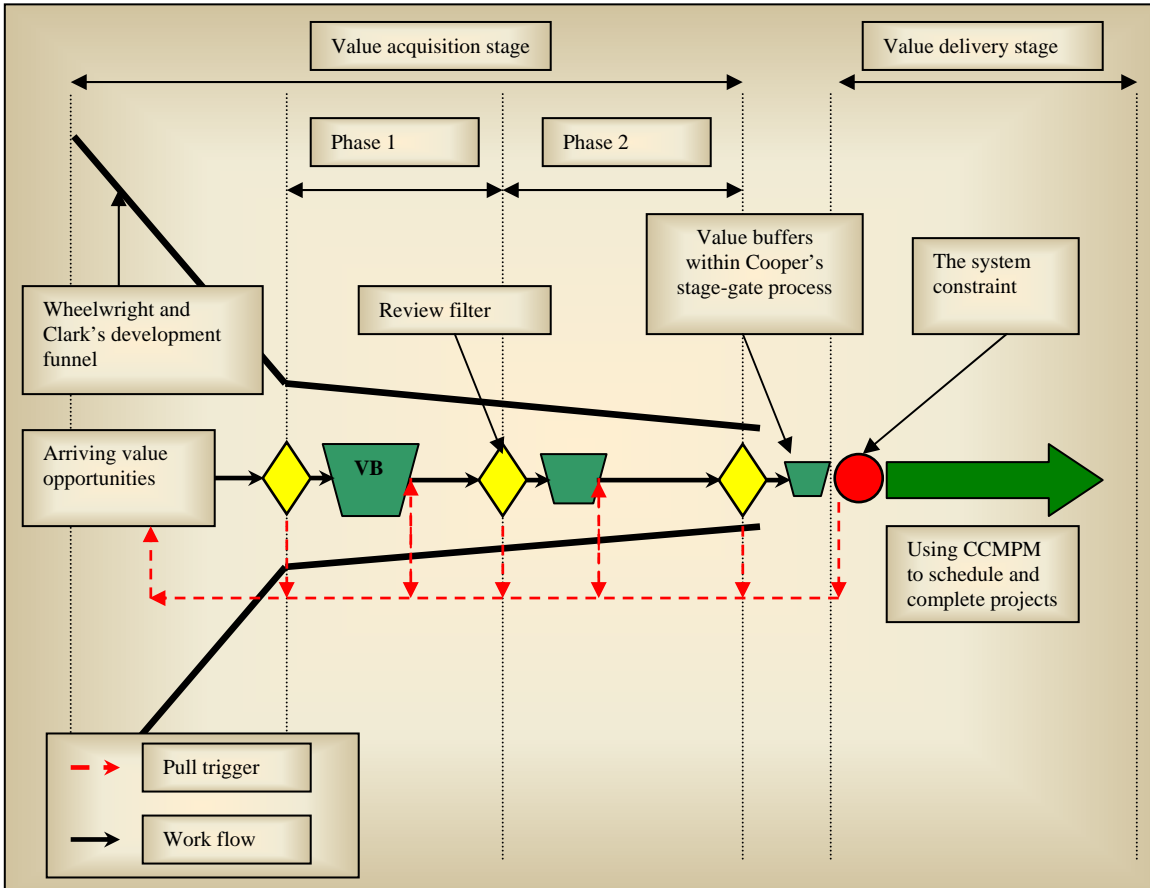 Value acquisition stage
Value delivery stage
Phase 1
Phase 2
Value buffers
within Cooper's
stage-gate process
The system
constraint
Wheelwright and
Clark's development
funnel
Review filter
Arriving value
opportunities
VB
Using CCMPM
to schedule and
complete projects
Pull trigger
Work flow